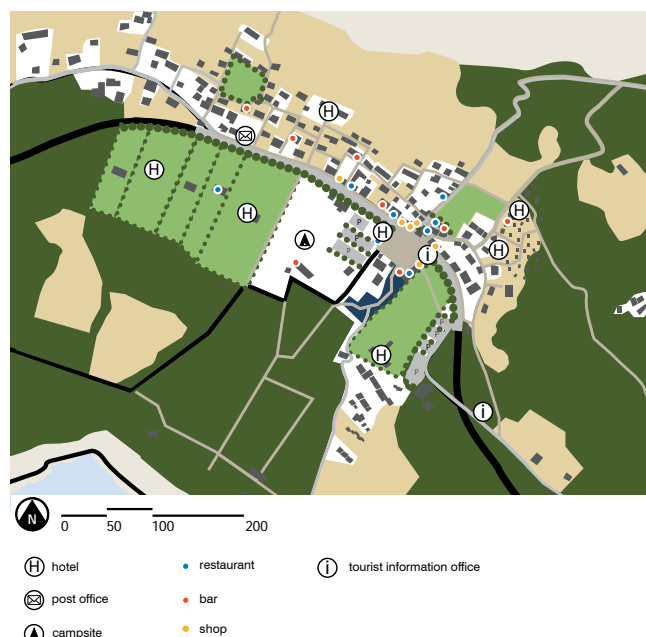 H
H
H
H
H
H
H
i
i
P
P
P
P
P
P
P
N
0 50 100 200
H hotel
restaurant
i tourist information office
post office
bar
campsite
shop